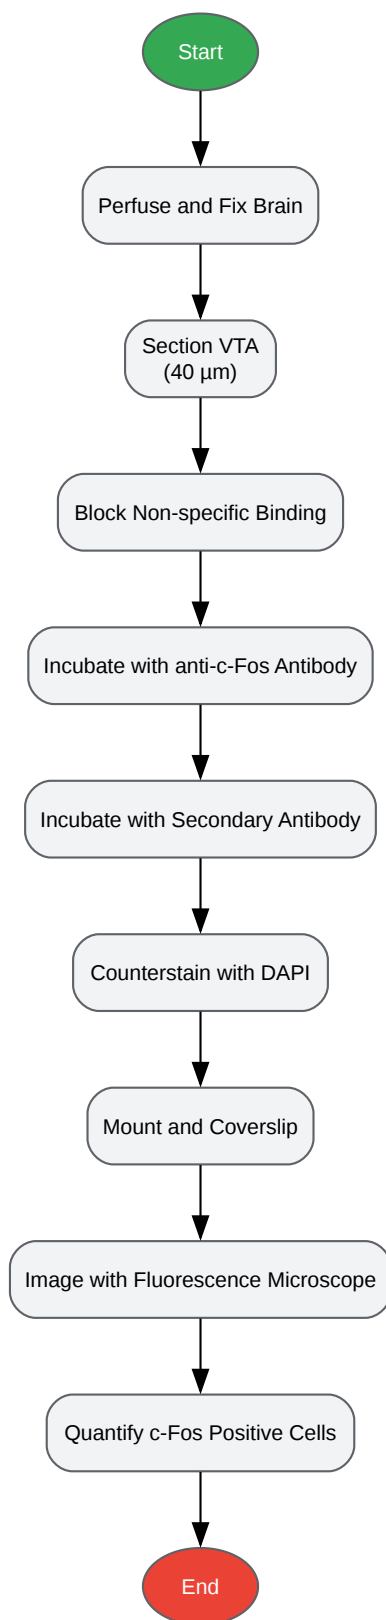 Start
Perfuse and Fix Brain
Section VTA
(40 µm)
Block Non-specific Binding
Incubate with anti-c-Fos Antibody
Incubate with Secondary Antibody
Counterstain with DAPI
Mount and Coverslip
Image with Fluorescence Microscope
Quantify c-Fos Positive Cells
End